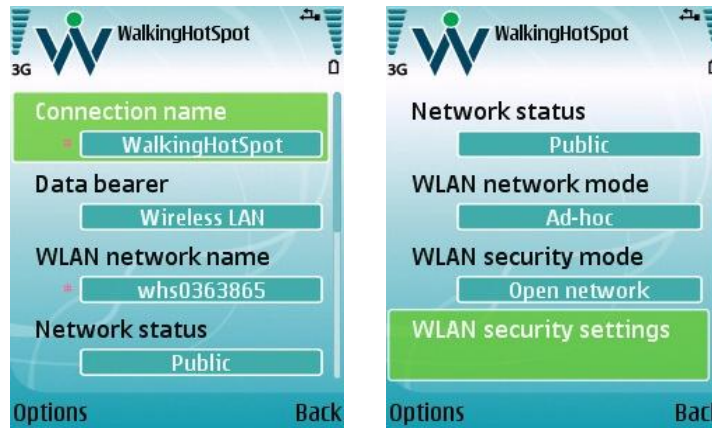 WalkingHotSpot
3G
Connection name
* WalkingHotSpot
Data bearer
Wireless LAN
WLAN network name
* whs0363865
Network status
Public
Options Back
WalkingHotSpot
3G
Network status
Public
WLAN network mode
Ad-hoc
WLAN security mode
Open network
WLAN security settings
Options Back